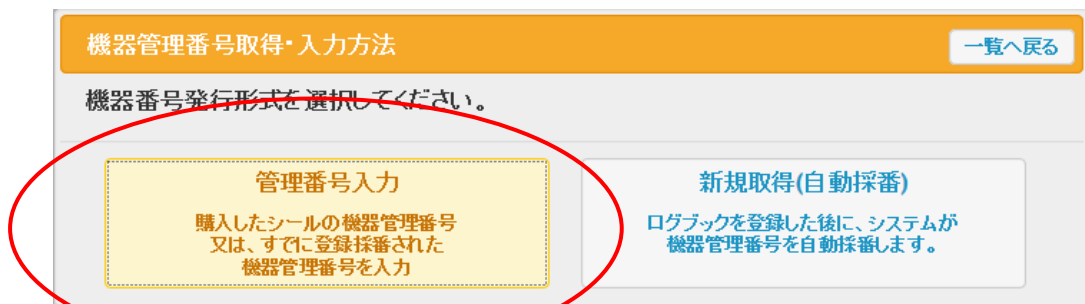 機器管理番号取得・入力方法
一覧へ戻る
機器番号発行形式を選択してください。
管理番号入力
購入したシールの機器管理番号
又は、すでに登録採番された
機器管理番号を入力
新規取得(自動採番)
ログブックを登録した後に、システムが
機器管理番号を自動採番します。